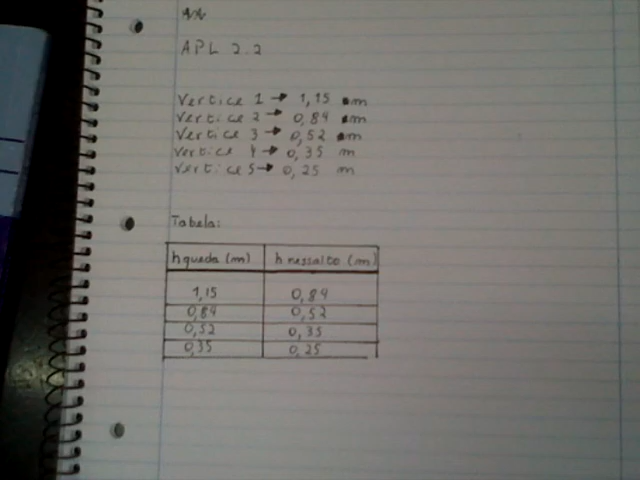 APL 2.2
Vertice 1 → 1,15 m
Vertice 2 → 0,84 m
Vertice 3 → 0,52 m
Vertice 4 → 0,35 m
Vertice 5 → 0,25 m
Tabela:
h queda (m) h ressalto (m)
1,15 0,84
0,84 0,52
0,52 0,35
0,35 0,25